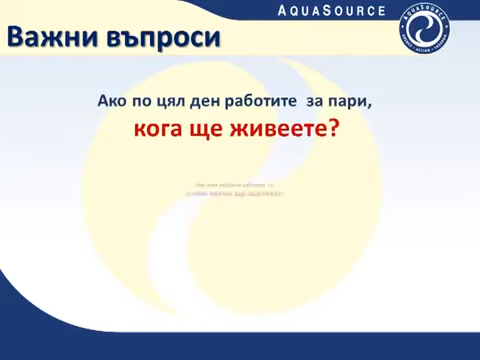 AQUASOURCE
Важни въпроси
Ако по цял ден работите за пари,
кога ще живеете?